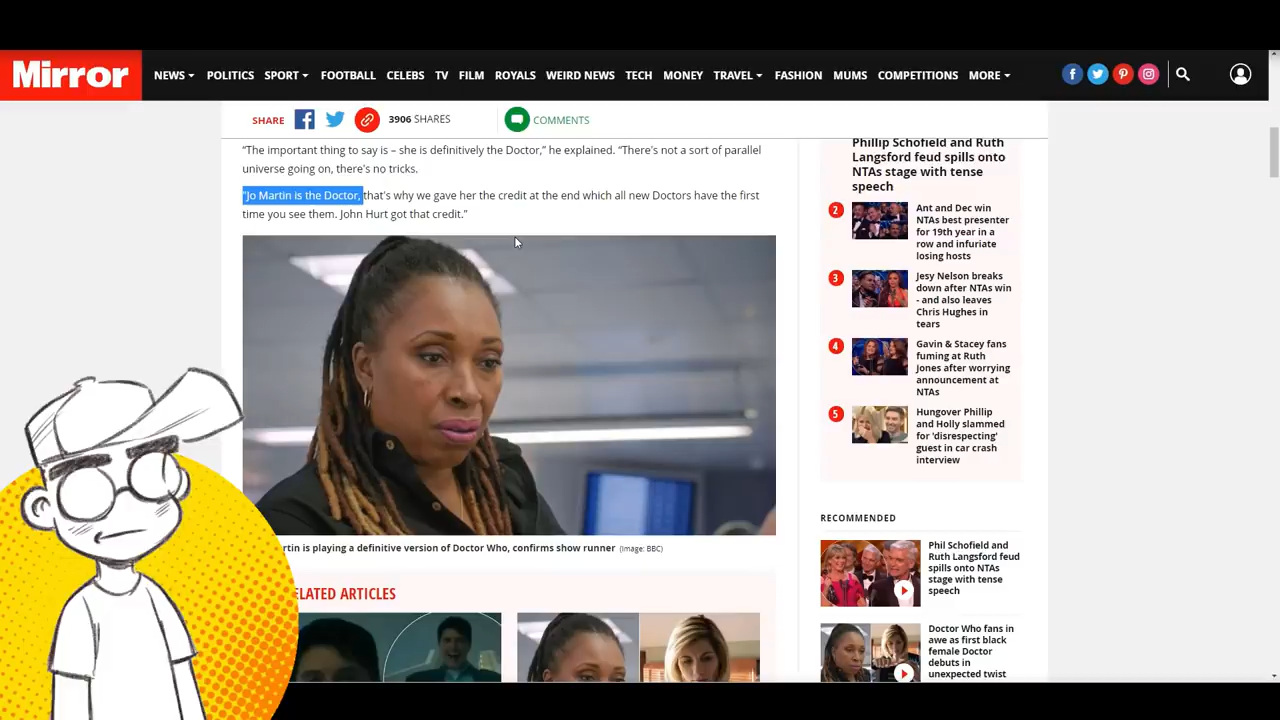 Mirror
NEWS
POLITICS
SPORT
FOOTBALL
CELEBS
TV
FILM
ROYALS
WEIRD NEWS
TECH
MONEY
TRAVEL
FASHION
MUMS
COMPETITIONS
MORE
SHARE
3906 SHARES
COMMENTS
“The important thing to say is – she is definitively the Doctor,” he explained. “There's not a sort of parallel
universe going on, there's no tricks.
“Jo Martin is the Doctor, that's why we gave her the credit at the end which all new Doctors have the first
time you see them. John Hurt got that credit.”
rtin is playing a definitive version of Doctor Who, confirms show runner (Image: BBC)
ELATED ARTICLES
Phillip Schofield and Ruth
Langsford feud spills onto
NTAs stage with tense
speech
2
Ant and Dec win
NTAs best presenter
for 19th year in a
row and infuriate
losing hosts
3
Jesy Nelson breaks
down after NTAs win
- and also leaves
Chris Hughes in
tears
4
Gavin & Stacey fans
fuming at Ruth
Jones after worrying
announcement at
NTAs
5
Hungover Phillip
and Holly slammed
for 'disrespecting'
guest in car crash
interview
RECOMMENDED
Phil Schofield and
Ruth Langsford feud
spills onto NTAs
stage with tense
speech
Doctor Who fans in
awe as first black
female Doctor
debuts in
unexpected twist